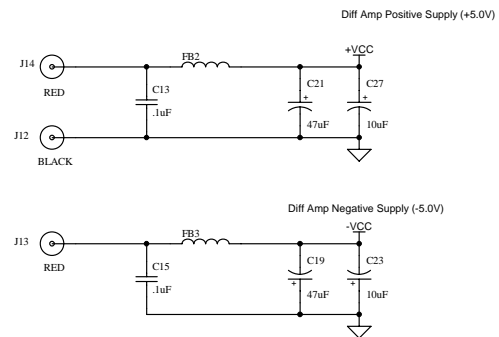 Diff Amp Positive Supply (+5.0V)
+VCC
J14
RED
FB2
C13
.1uF
C21
+
47uF
C27
+
10uF
J12
BLACK
Diff Amp Negative Supply (-5.0V)
-VCC
J13
RED
FB3
C15
.1uF
C19
+
47uF
C23
+
10uF